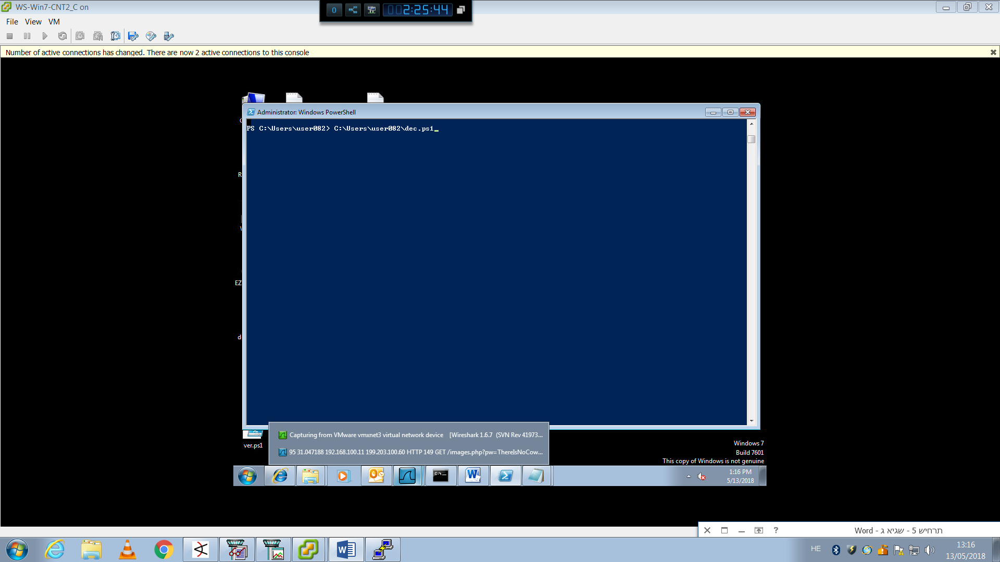 WS-Win7-CNT2_C on
0
00 2:25:44
File View VM
Number of active connections has changed. There are now 2 active connections to this console
Administrator: Windows PowerShell
PS C:\Users\user082> C:\Users\user082\dec.ps1_
R
EZ
d
Capturing from VMware vmxnet3 virtual network device [Wireshark 1.6.7 (SVN Rev 41973...
95 31.047188 192.168.100.11 199.203.100.60 HTTP 149 GET /images.php?pw=ThereIsNoCow...
ver.ps1
Windows 7
Build 7601
This copy of Windows is not genuine
1:16 PM
5/13/2018
תרחיש 5 - שגיא ג - Word
HE
13:16
13/05/2018